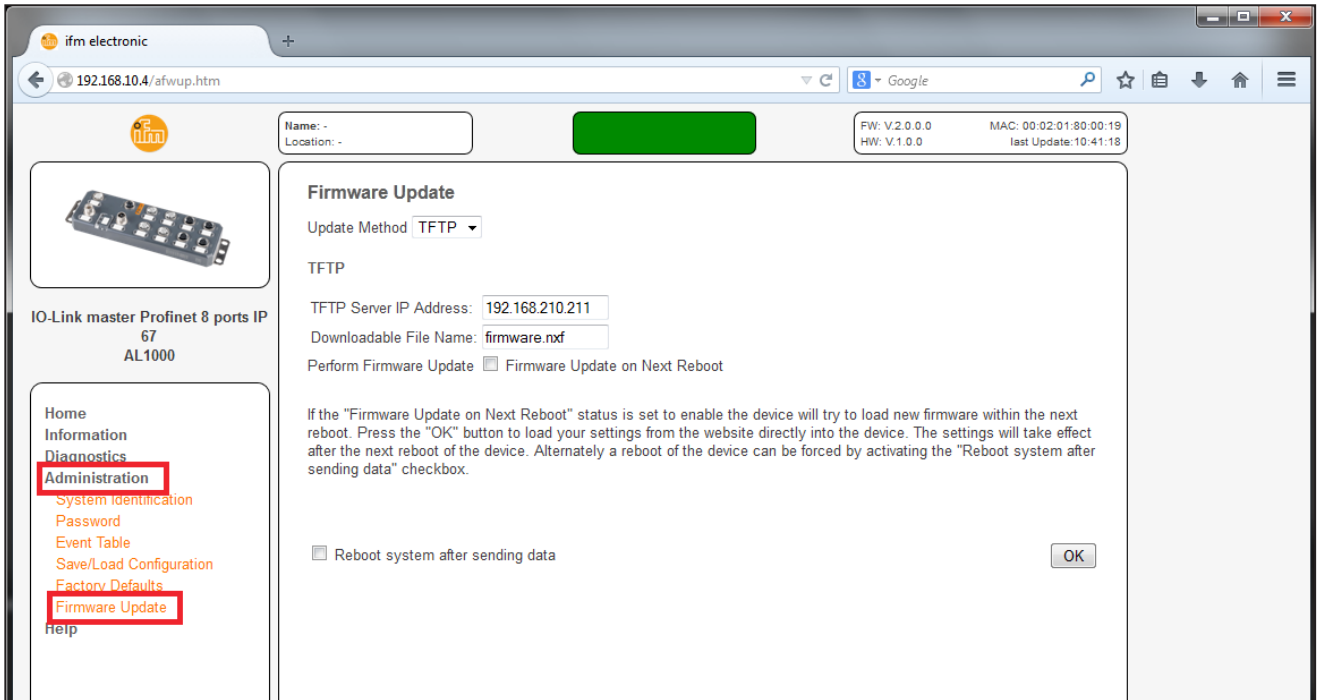 ifm electronic
192.168.10.4/afwup.htm
8 Google
ifm
Name: -
Location: -
FW: V.2.0.0.0 MAC: 00:02:01:80:00:19
HW: V.1.0.0 last Update:10:41:18
IO-Link master Profinet 8 ports IP
67
AL1000
Home
Information
Diagnostics
Administration
System Identification
Password
Event Table
Save/Load Configuration
Factory Defaults
Firmware Update
Help
Firmware Update
Update Method TFTP
TFTP
TFTP Server IP Address: 192.168.210.211
Downloadable File Name: firmware.nxf
Perform Firmware Update Firmware Update on Next Reboot
If the "Firmware Update on Next Reboot" status is set to enable the device will try to load new firmware within the next
reboot. Press the "OK" button to load your settings from the website directly into the device. The settings will take effect
after the next reboot of the device. Alternately a reboot of the device can be forced by activating the "Reboot system after
sending data" checkbox.
Reboot system after sending data OK